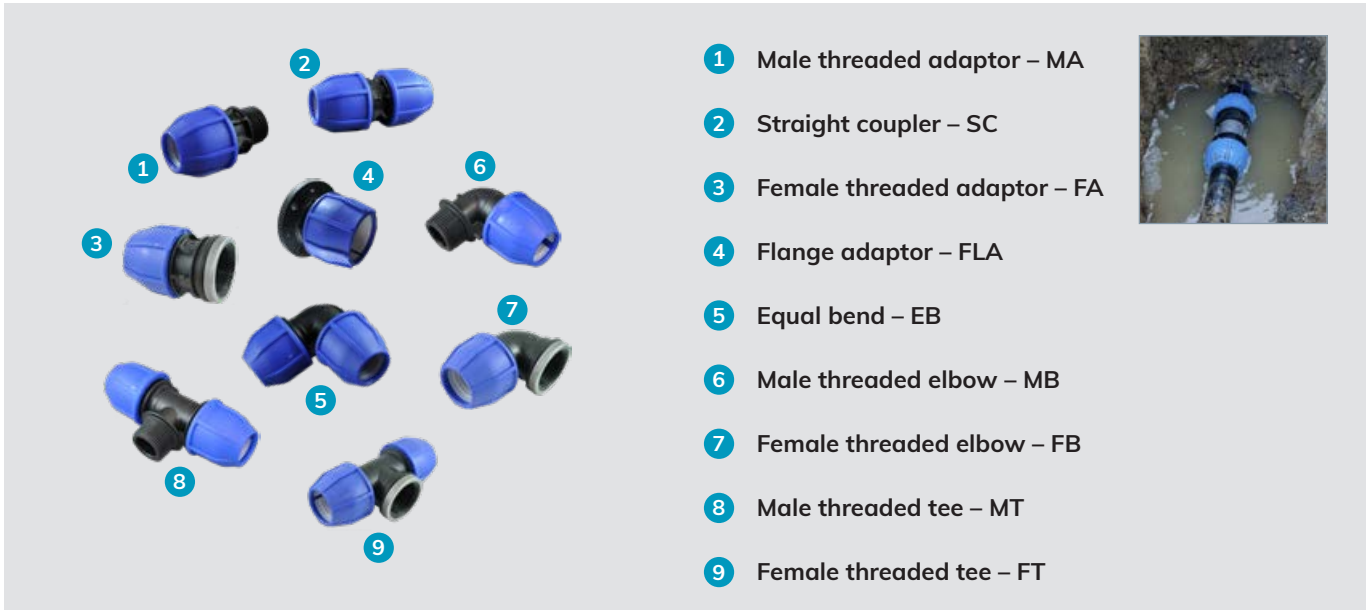 2
1
6
4
3
7
5
8
9
1 Male threaded adaptor – MA
2 Straight coupler – SC
3 Female threaded adaptor – FA
4 Flange adaptor – FLA
5 Equal bend – EB
6 Male threaded elbow – MB
7 Female threaded elbow – FB
8 Male threaded tee – MT
9 Female threaded tee – FT